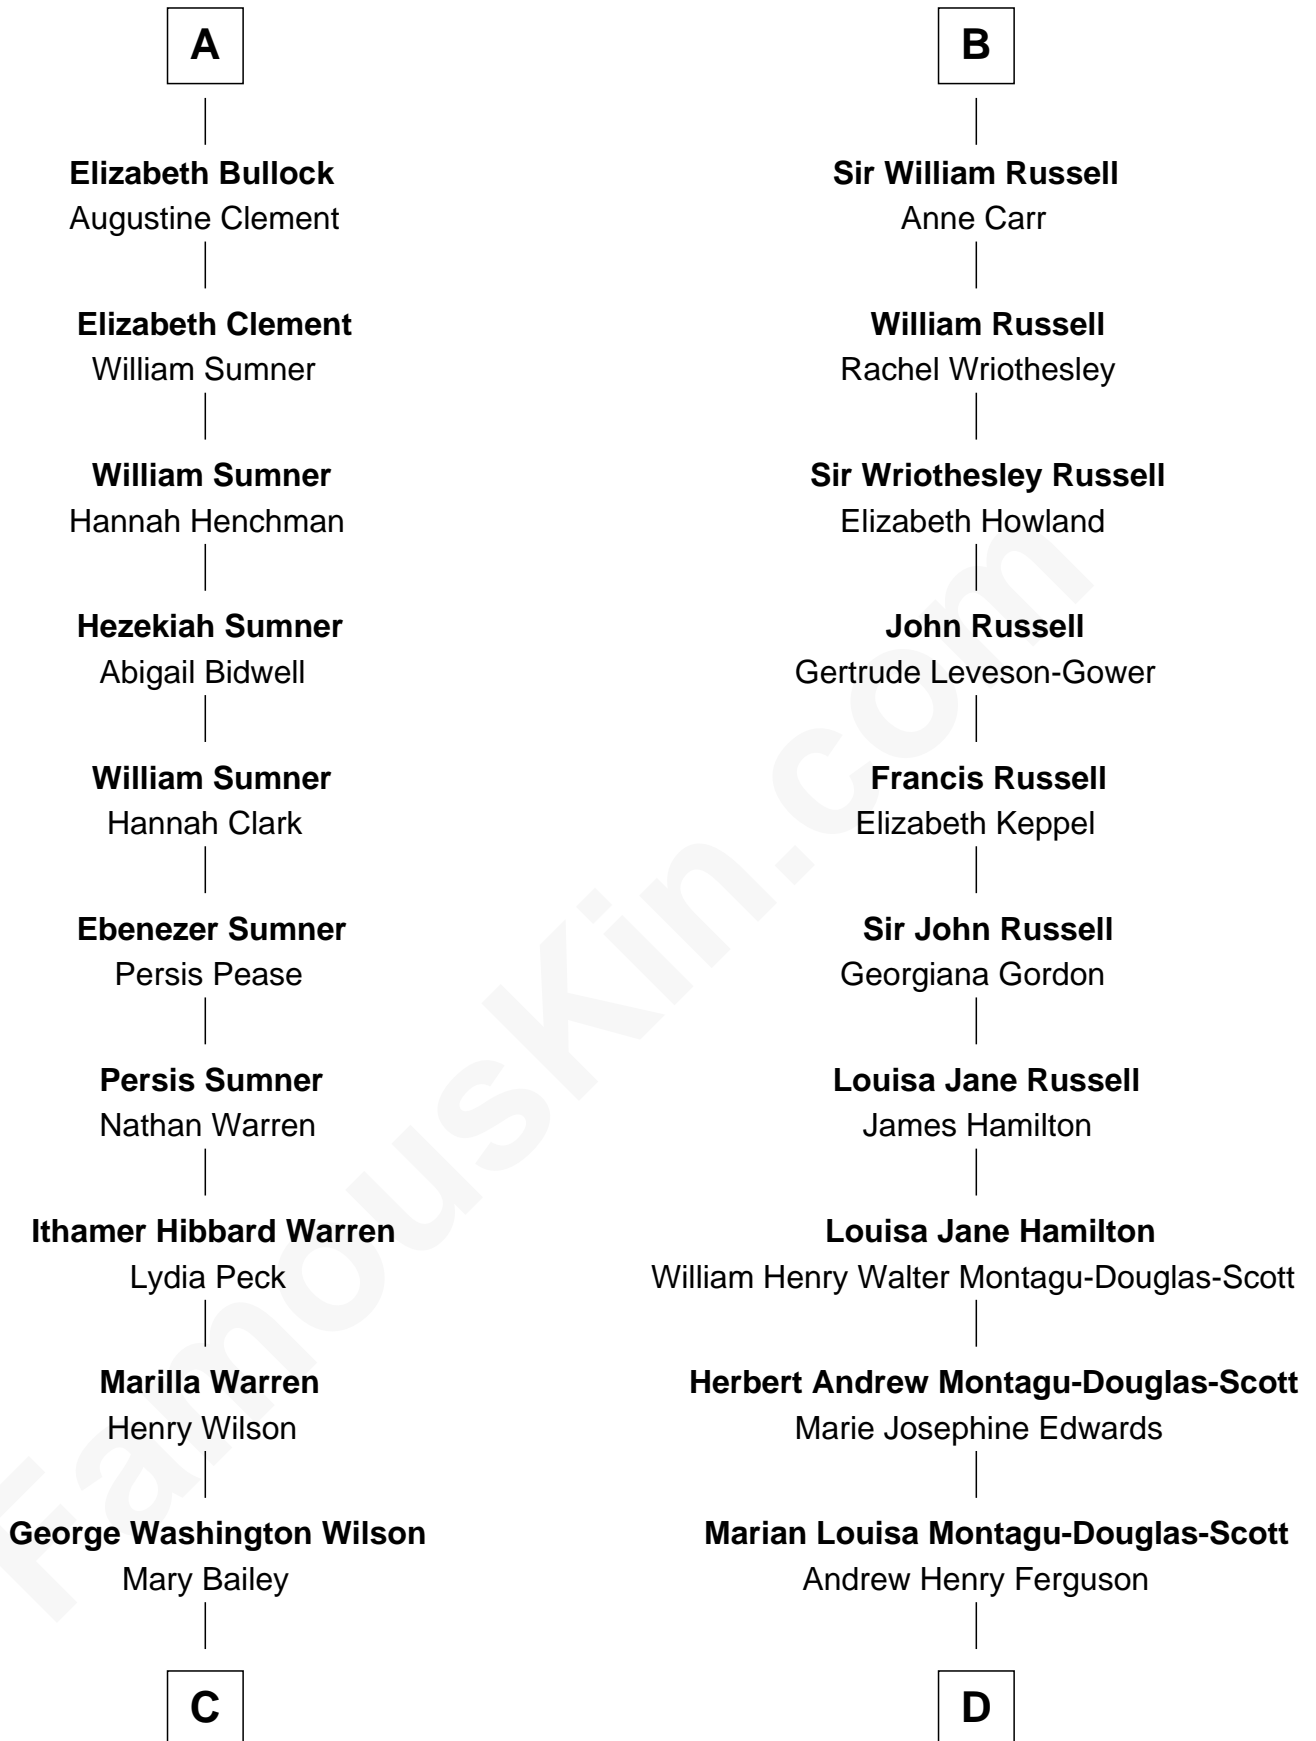 A
Elizabeth Bullock
Augustine Clement
Elizabeth Clement
William Sumner
William Sumner
Hannah Henchman
Hezekiah Sumner
Abigail Bidwell
William Sumner
Hannah Clark
Ebenezer Sumner
Persis Pease
Persis Sumner
Nathan Warren
Ithamer Hibbard Warren
Lydia Peck
Marilla Warren
Henry Wilson
George Washington Wilson
Mary Bailey
C
B
Sir William Russell
Anne Carr
William Russell
Rachel Wriothesley
Sir Wriothesley Russell
Elizabeth Howland
John Russell
Gertrude Leveson-Gower
Francis Russell
Elizabeth Keppel
Sir John Russell
Georgiana Gordon
Louisa Jane Russell
James Hamilton
Louisa Jane Hamilton
William Henry Walter Montagu-Douglas-Scott
Herbert Andrew Montagu-Douglas-Scott
Marie Josephine Edwards
Marian Louisa Montagu-Douglas-Scott
Andrew Henry Ferguson
D
FamousKin.com